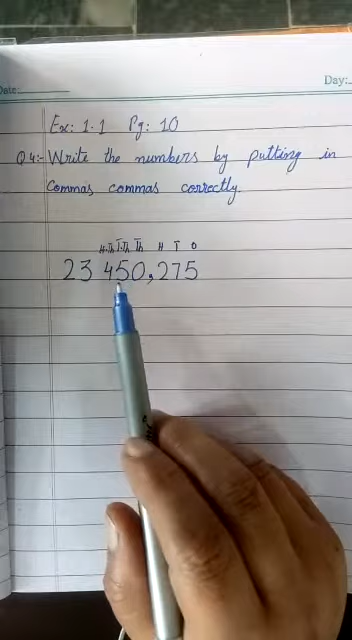 Date: Day:
Ex: 1.1 Pg: 10
Q4:- Write the numbers by putting in
commas commas correctly.
H.Th T.Th Th H T O
23 450,275